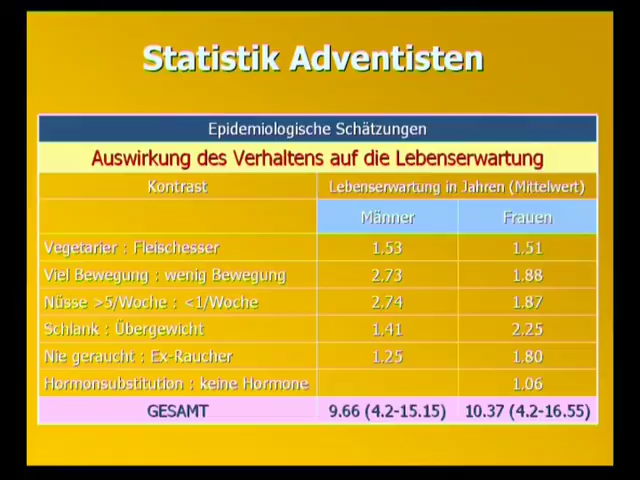 Statistik Adventisten
Epidemiologische Schätzungen
Auswirkung des Verhaltens auf die Lebenserwartung
Kontrast Lebenserwartung in Jahren (Mittelwert)
Männer Frauen
Vegetarier : Fleischesser 1.53 1.51
Viel Bewegung : wenig Bewegung 2.73 1.88
Nüsse >5/Woche : <1/Woche 2.74 1.87
Schlank : Übergewicht 1.41 2.25
Nie geraucht : Ex-Raucher 1.25 1.80
Hormonsubstitution : keine Hormone 1.06
GESAMT 9.66 (4.2-15.15) 10.37 (4.2-16.55)